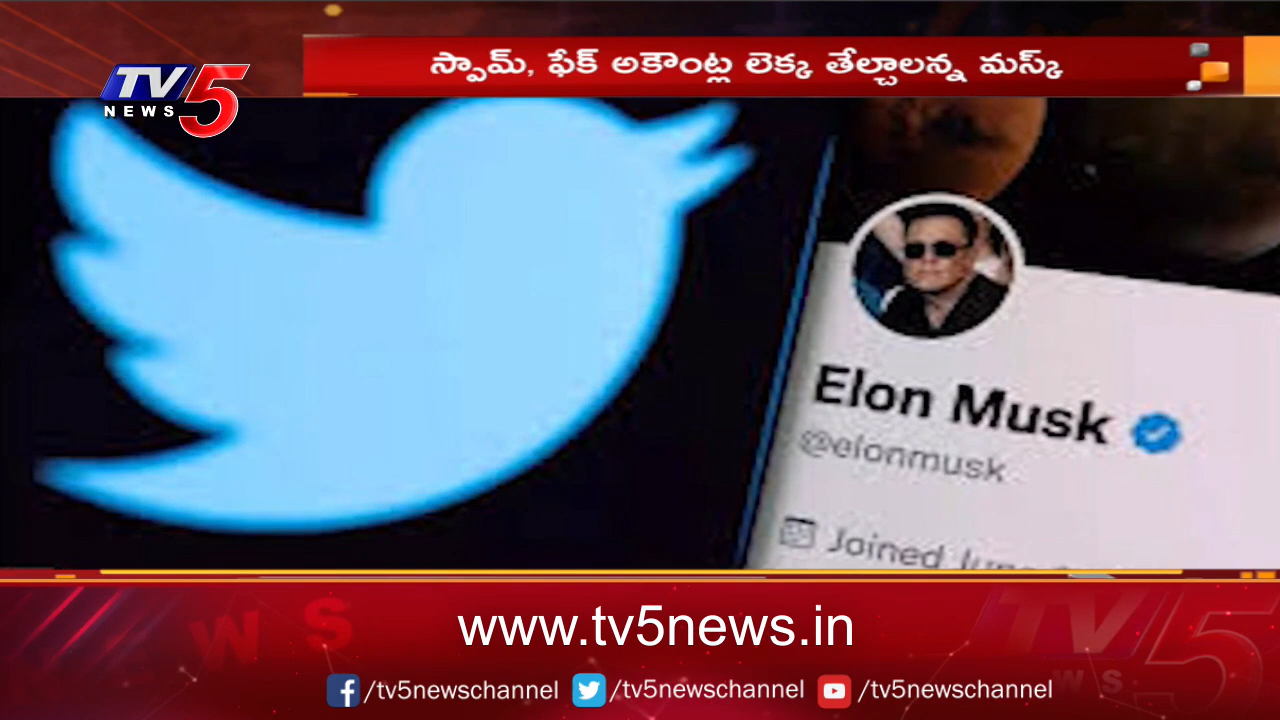 స్పామ్, ఫేక్ అకౌంట్ల లెక్క తేల్చాలన్న మస్క్
TV5
NEWS
Elon Musk
@elonmusk
Joined
www.tv5news.in
/tv5newschannel /tv5newschannel /tv5newschannel